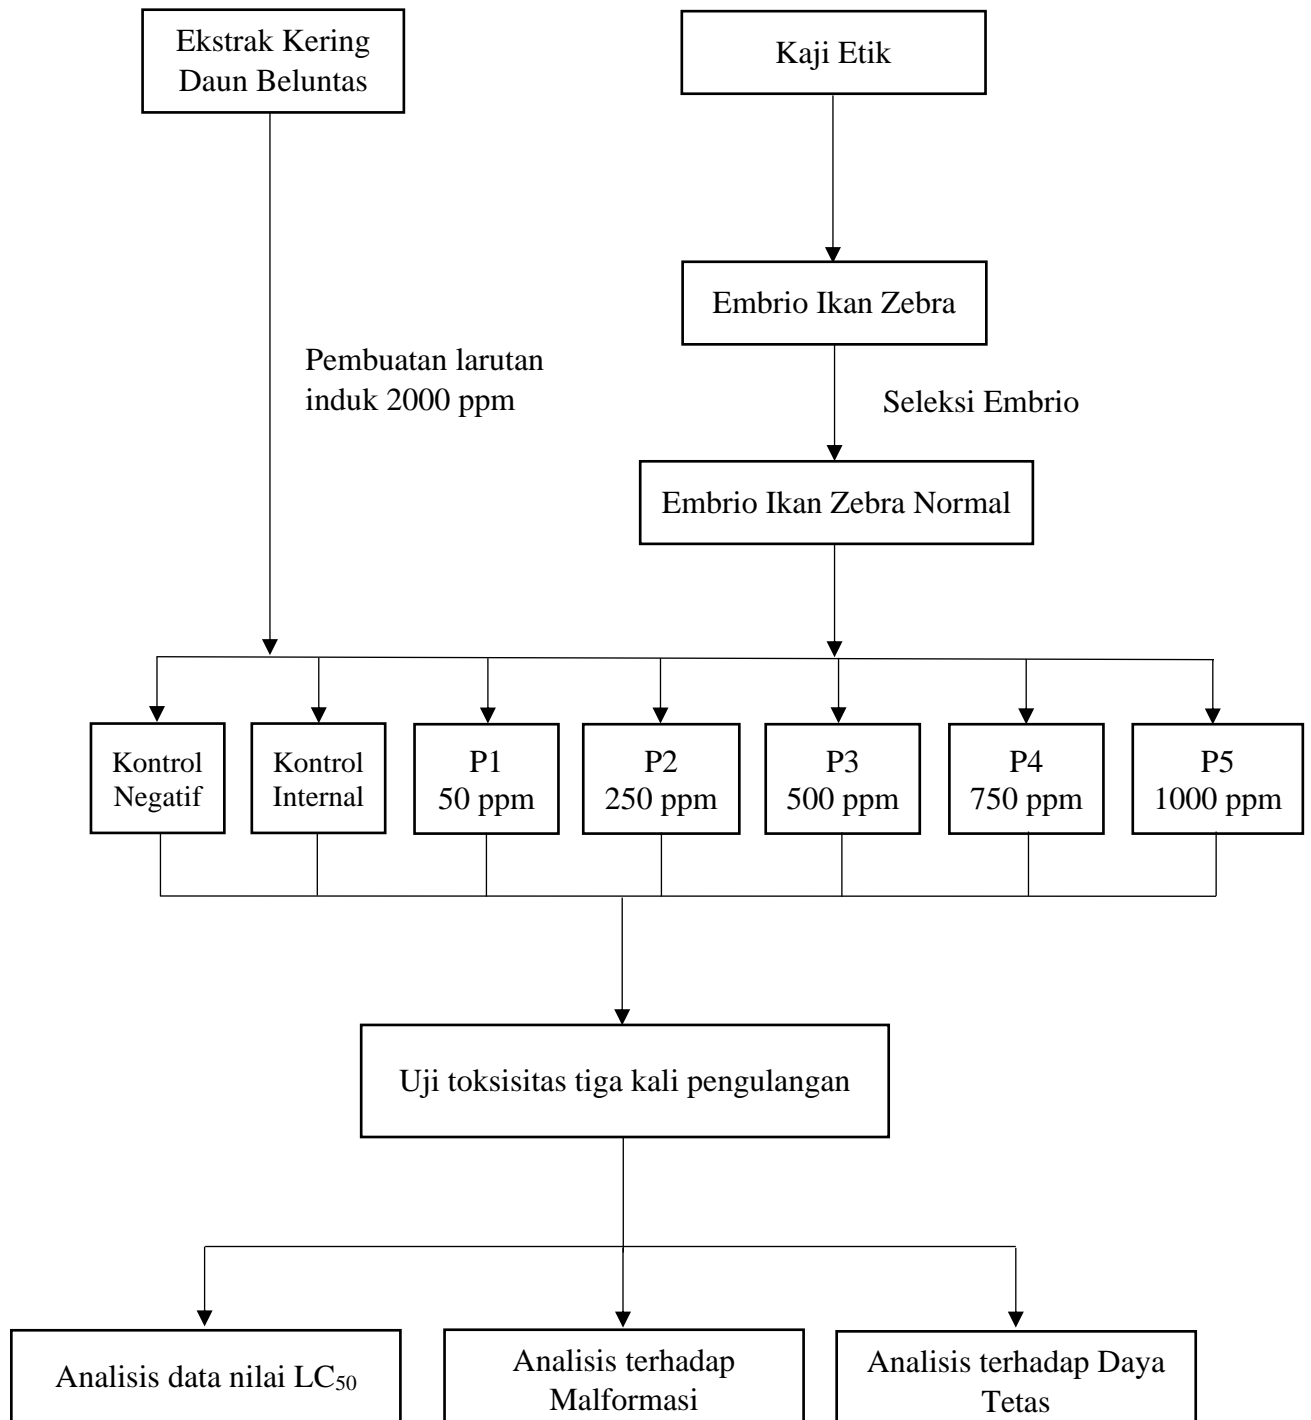 Ekstrak Kering
Daun Beluntas
Kaji Etik
Embrio Ikan Zebra
Pembuatan larutan
induk 2000 ppm
Seleksi Embrio
Embrio Ikan Zebra Normal
Kontrol
Negatif
Kontrol
Internal
P1
50 ppm
P2
250 ppm
P3
500 ppm
P4
750 ppm
P5
1000 ppm
Uji toksisitas tiga kali pengulangan
Analisis data nilai LC₅₀
Analisis terhadap
Malformasi
Analisis terhadap Daya
Tetas